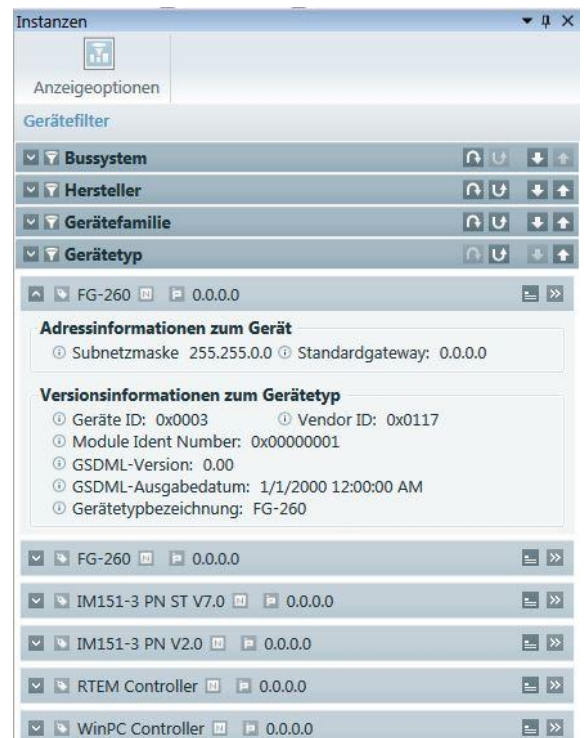 Instanzen
Anzeigeoptionen
Gerätefilter
Bussystem
Hersteller
Gerätefamilie
Gerätetyp
FG-260 N 0.0.0.0
Adressinformationen zum Gerät
Subnetzmaske 255.255.0.0 Standardgateway: 0.0.0.0
Versionsinformationen zum Gerätetyp
Geräte ID: 0x0003 Vendor ID: 0x0117
Module Ident Number: 0x00000001
GSDML-Version: 0.00
GSDML-Ausgabedatum: 1/1/2000 12:00:00 AM
Gerätetypbezeichnung: FG-260
FG-260 N 0.0.0.0
IM151-3 PN ST V7.0 N 0.0.0.0
IM151-3 PN V2.0 N 0.0.0.0
RTEM Controller N 0.0.0.0
WinPC Controller N 0.0.0.0